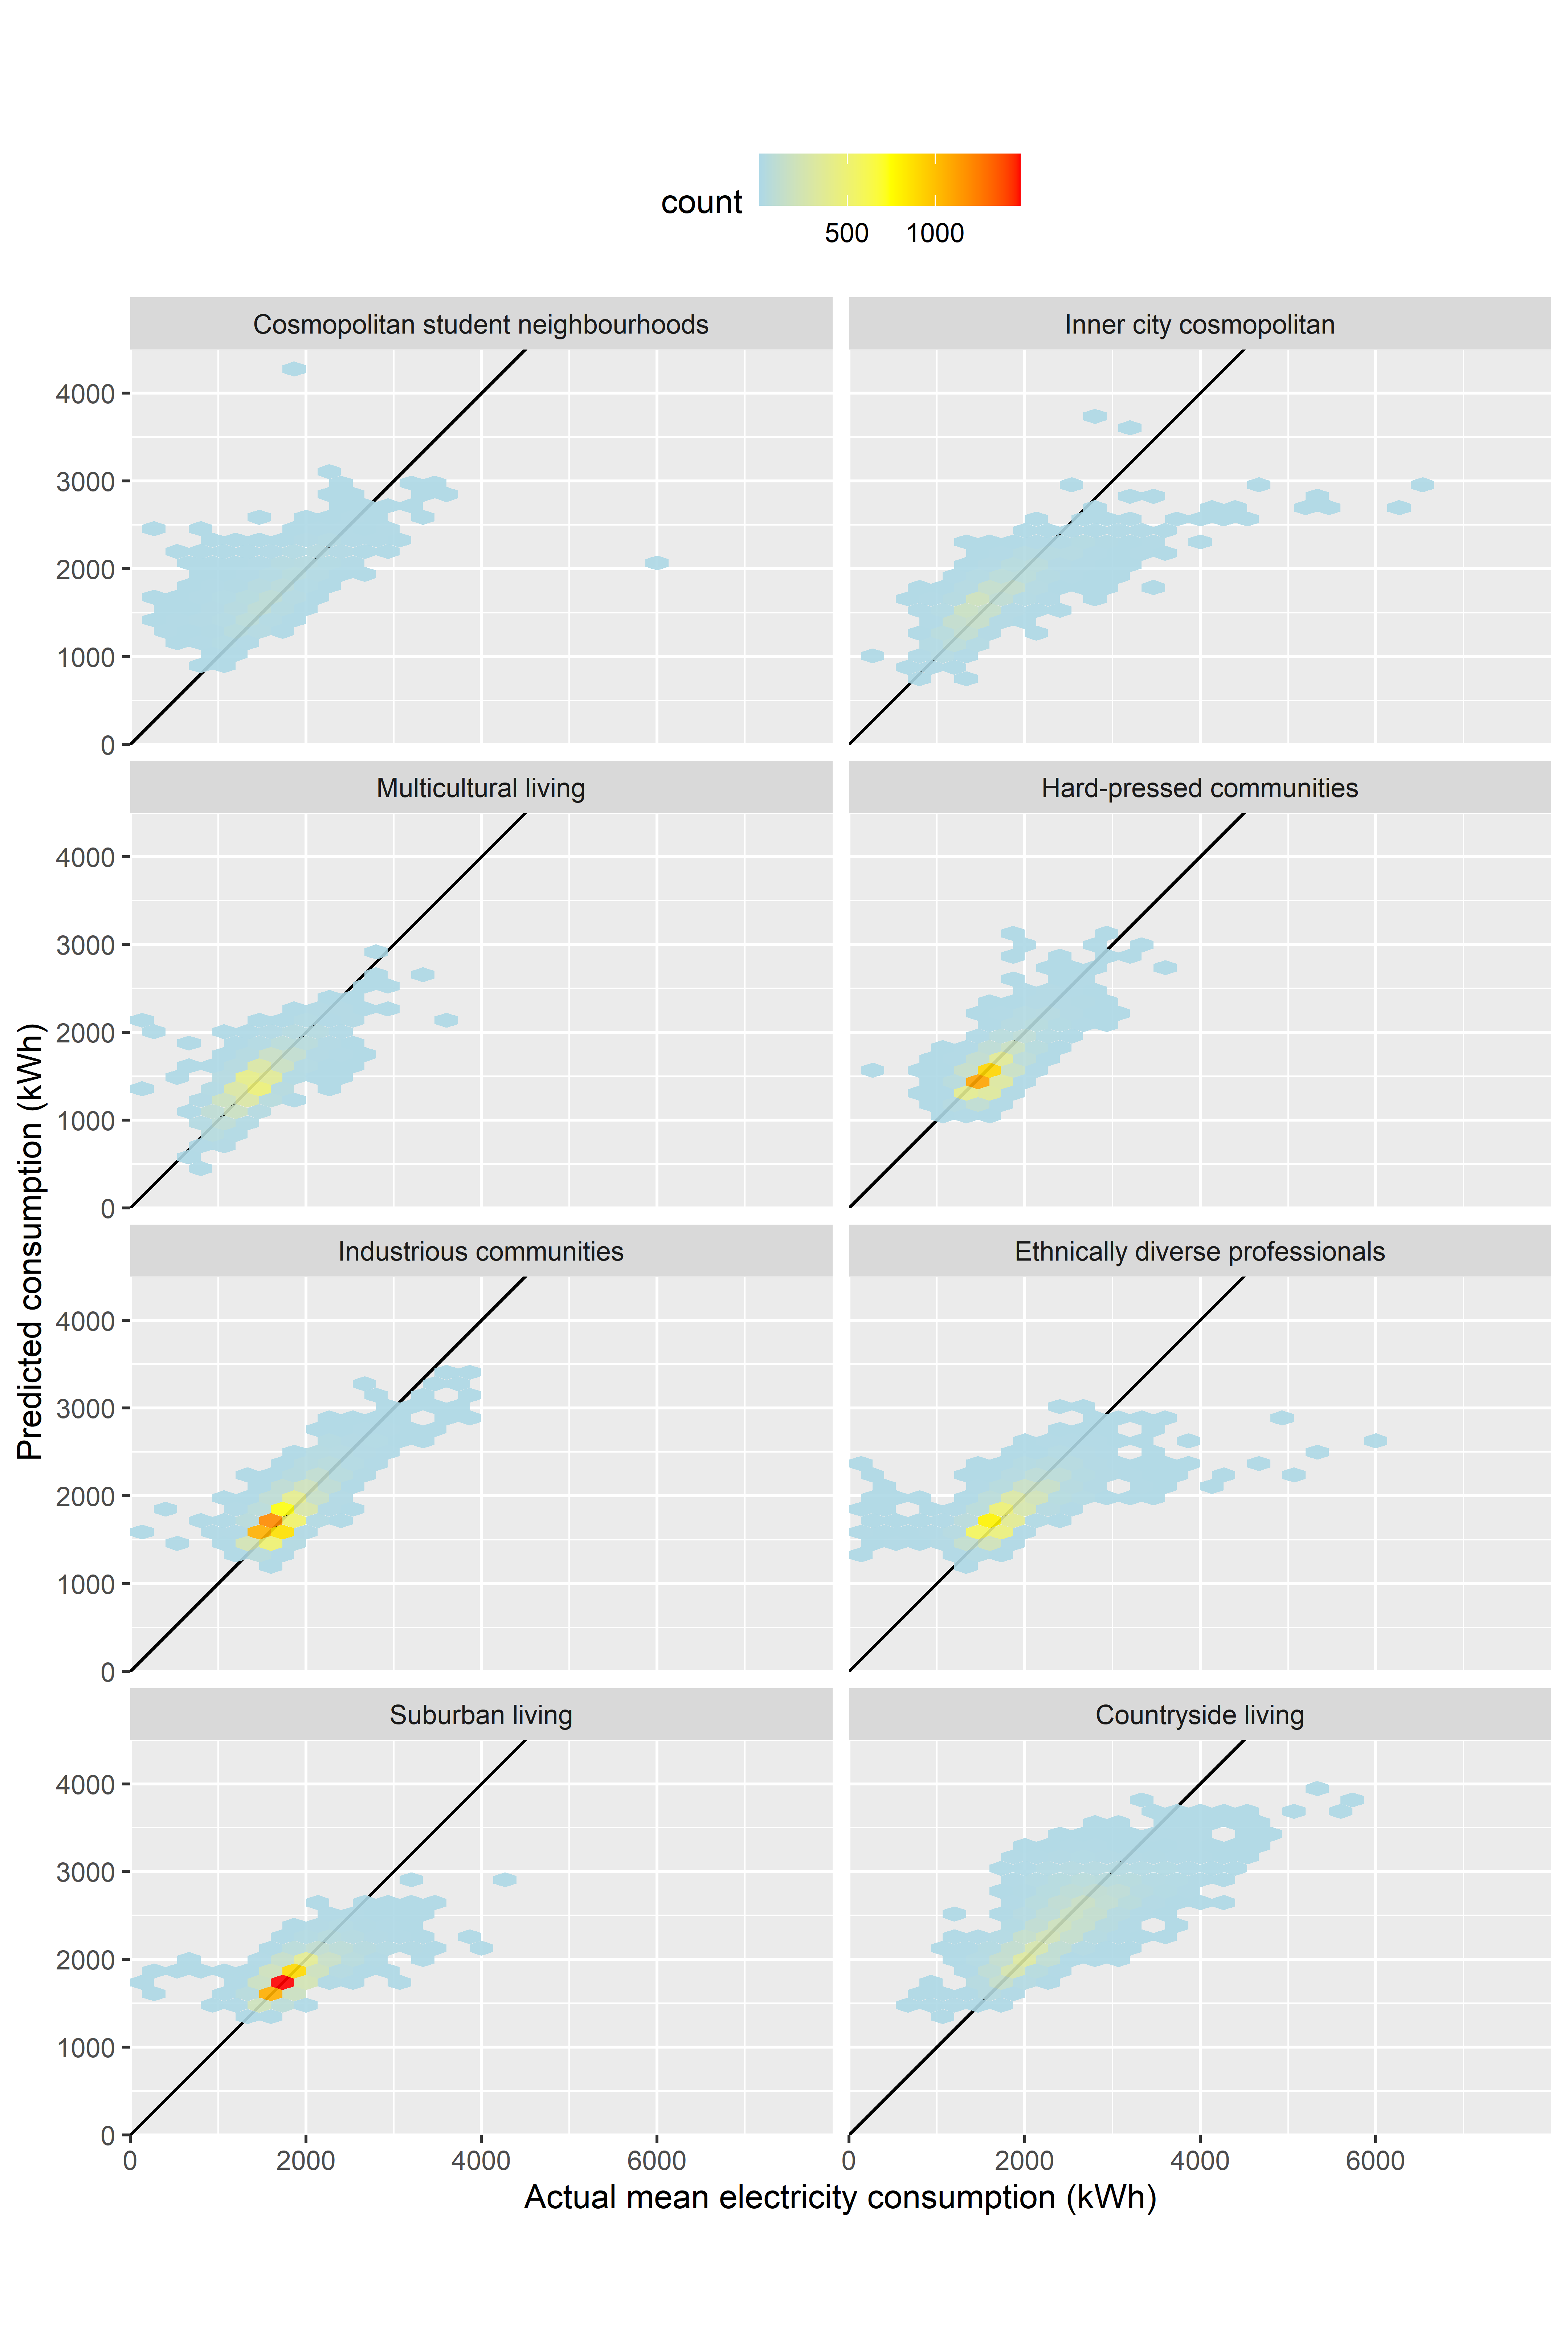 count
500 1000
Cosmopolitan student neighbourhoods
Inner city cosmopolitan
4000
3000
2000
1000
0
Multicultural living
Hard-pressed communities
4000
3000
2000
1000
0
Predicted consumption (kWh)
Industrious communities
Ethnically diverse professionals
4000
3000
2000
1000
0
Suburban living
Countryside living
4000
3000
2000
1000
0
0 2000 4000 6000
0 2000 4000 6000
Actual mean electricity consumption (kWh)